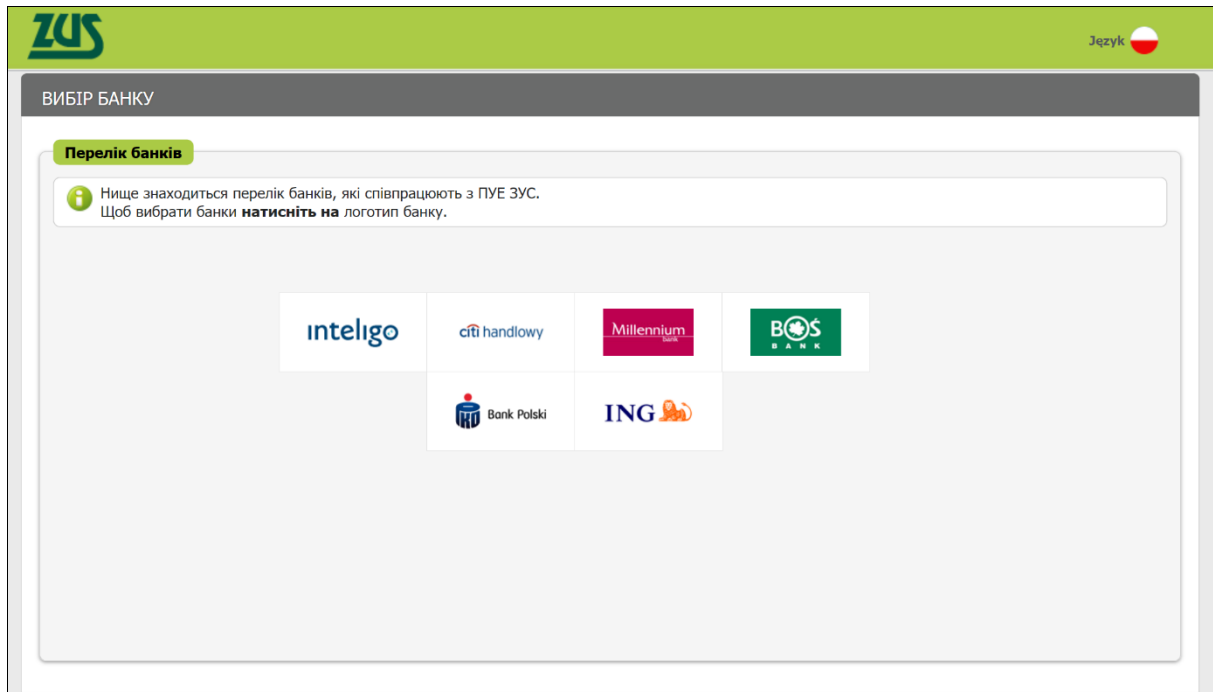 ZUS
Język
ВИБІР БАНКУ
Перелік банків
Нище знаходиться перелік банків, які співпрацюють з ПУЕ ЗУС.
Щоб вибрати банки натисніть на логотип банку.
inteligo
citi handlowy
Millennium
bank
BOŚ
BANK
PKO
Bank Polski
ING